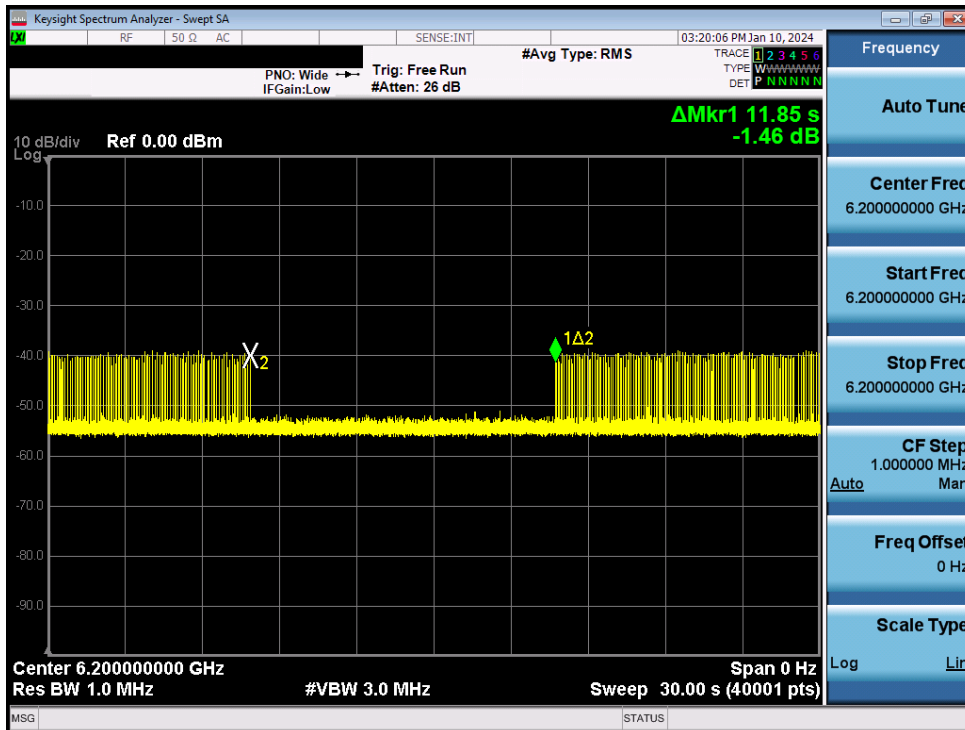 Keysight Spectrum Analyzer - Swept SA
LXI RF 50 Ω AC SENSE:INT 03:20:06 PM Jan 10, 2024
PNO: Wide
IFGain:Low
Trig: Free Run
#Atten: 26 dB
#Avg Type: RMS
TRACE 1 2 3 4 5 6
TYPE WWWWWW
DET P N N N N N
ΔMkr1 11.85 s
-1.46 dB
10 dB/div Ref 0.00 dBm
Log
-10.0
-20.0
-30.0
-40.0
-50.0
-60.0
-70.0
-80.0
-90.0
X2
1Δ2
Center 6.200000000 GHz Span 0 Hz
Res BW 1.0 MHz #VBW 3.0 MHz Sweep 30.00 s (40001 pts)
MSG STATUS
Frequency
Auto Tune
Center Freq
6.200000000 GHz
Start Freq
6.200000000 GHz
Stop Freq
6.200000000 GHz
CF Step
1.000000 MHz
Auto Man
Freq Offset
0 Hz
Scale Type
Log Lin